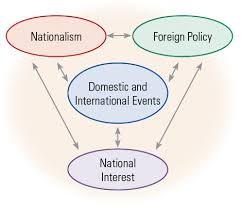 Nationalism
Foreign Policy
Domestic and
International Events
National
Interest